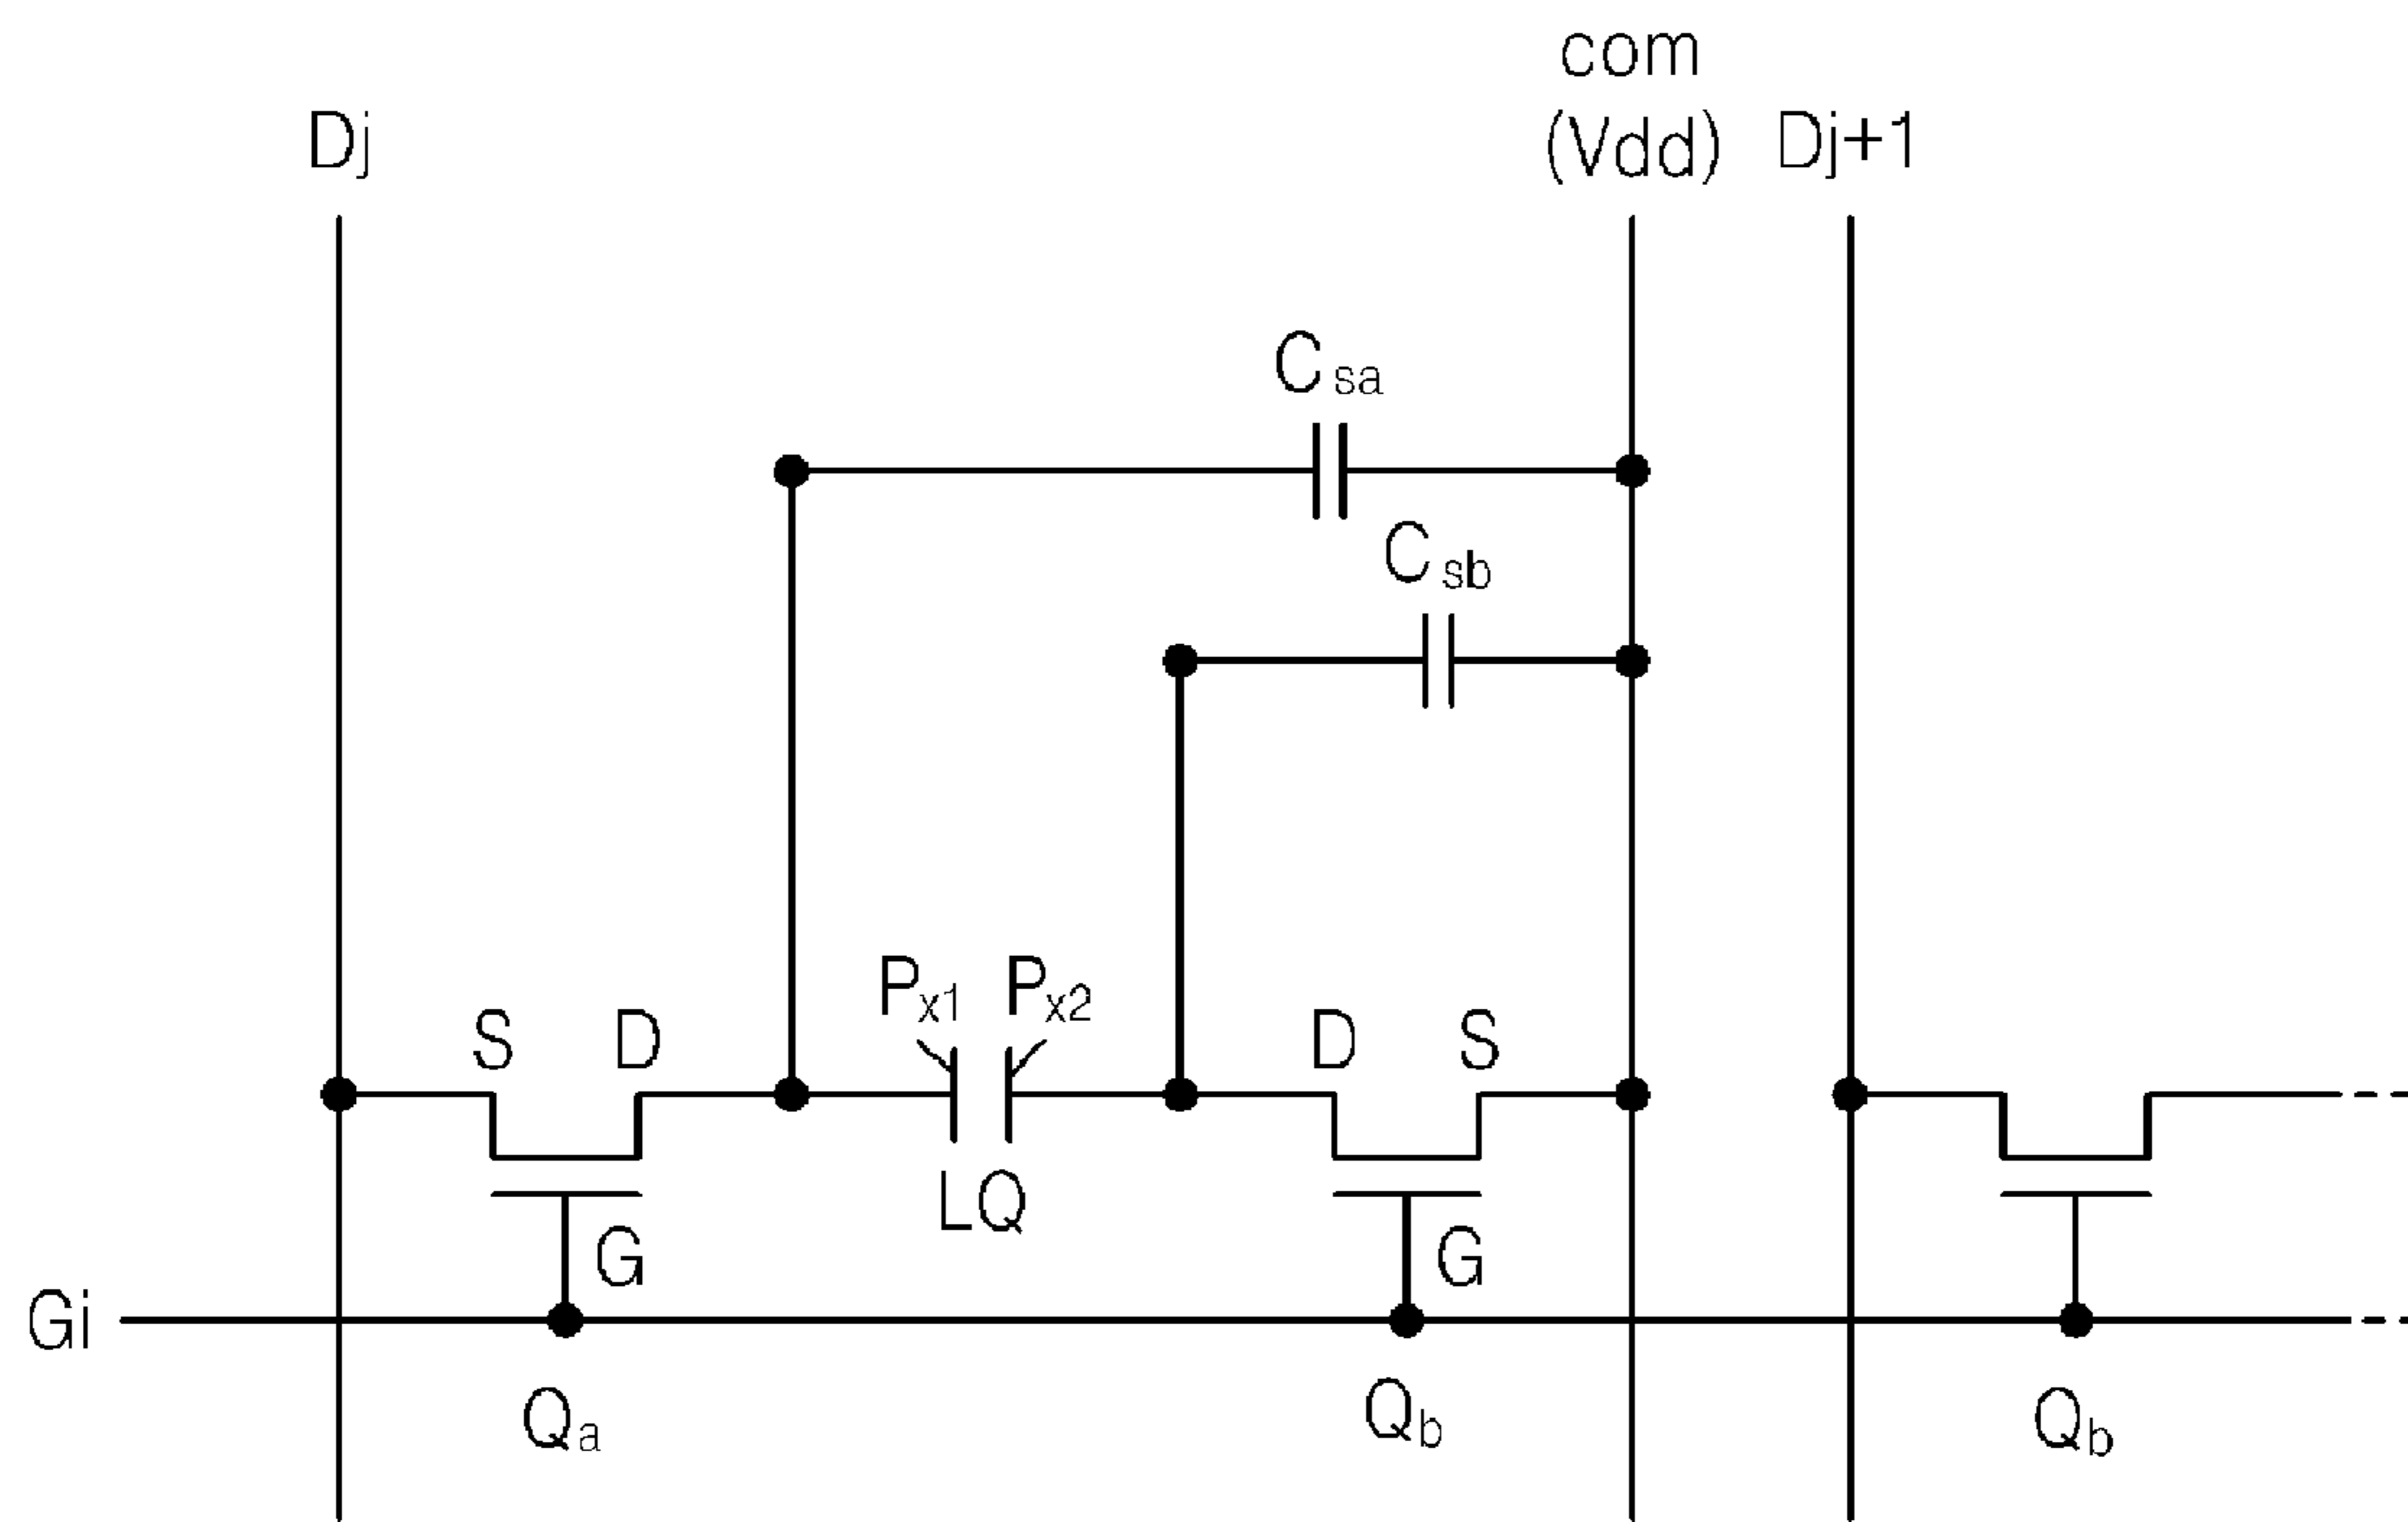 com
Dj (Vdd) Dj+1
Csa
Csb
Px1 Px2
S D D S
LQ
G G
Gi
Qa Qb Qb